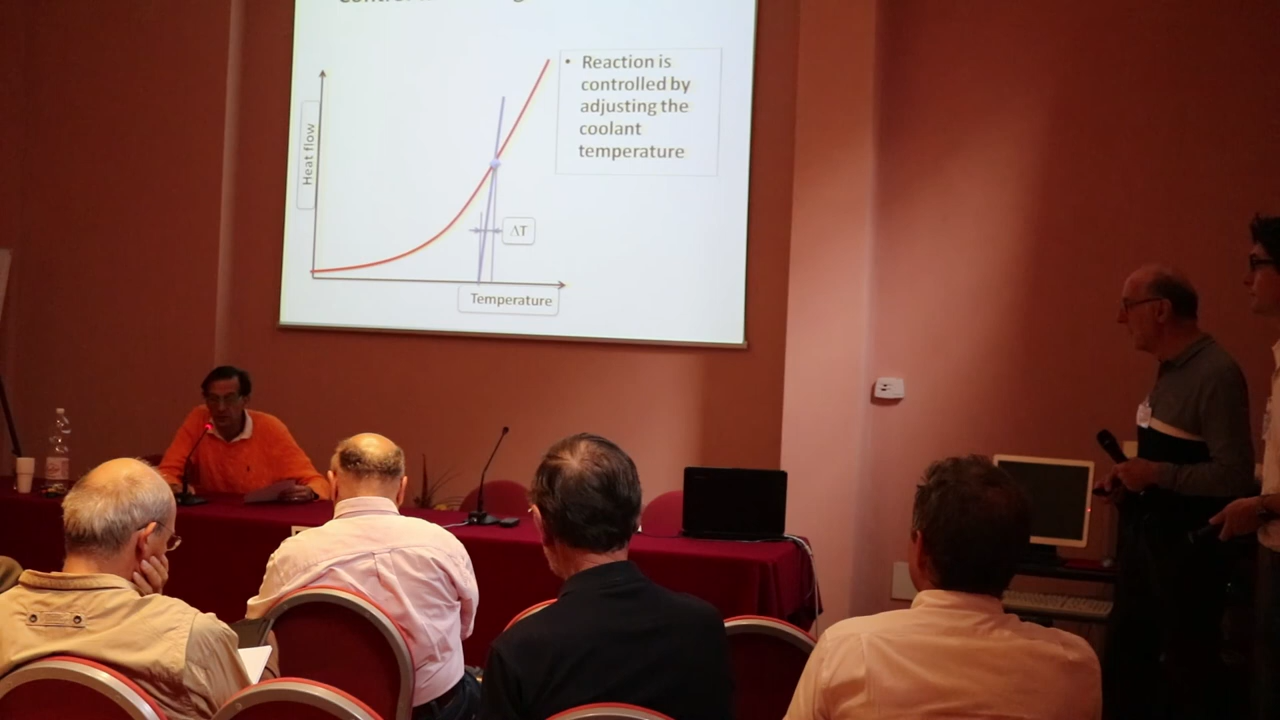 Reaction is
controlled by
adjusting the
coolant
temperature
Heat flow
ΔT
Temperature